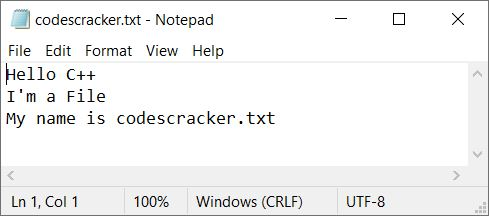 codescracker.txt - Notepad
File Edit Format View Help
Hello C++
I'm a File
My name is codescracker.txt
Ln 1, Col 1 100% Windows (CRLF) UTF-8